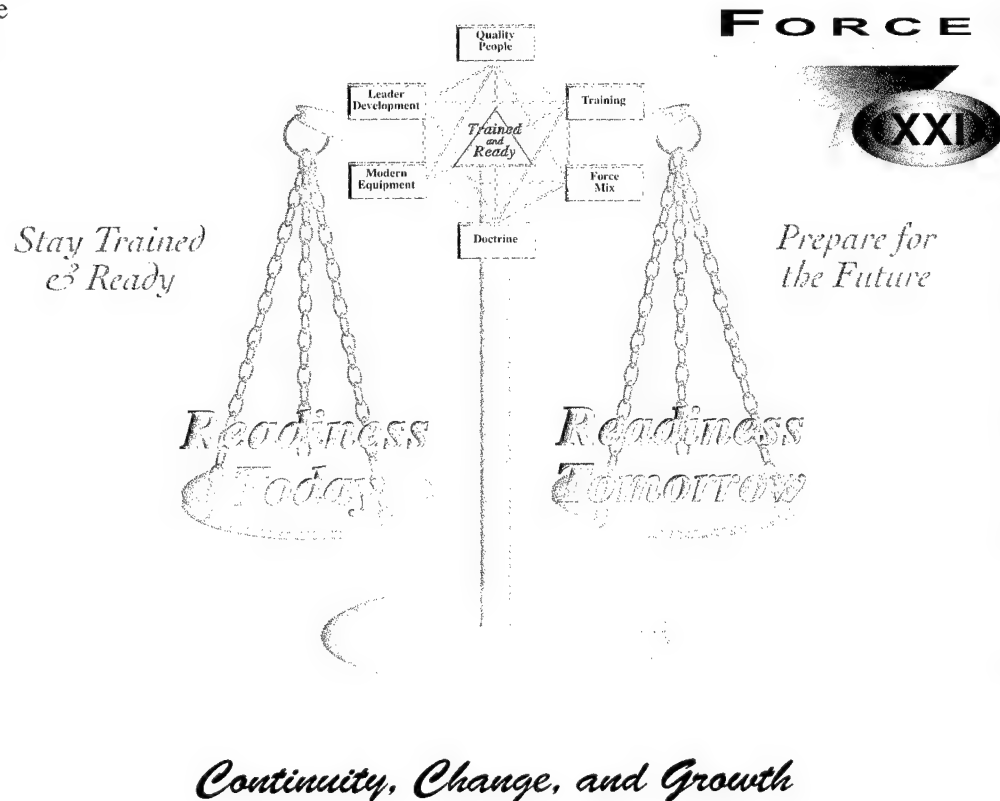 e
FORCE
XXI
Quality
People
Leader
Development
Training
Trained
and
Ready
Modern
Equipment
Force
Mix
Doctrine
Stay Trained
& Ready
Prepare for
the Future
Readiness
Today
Readiness
Tomorrow
Continuity, Change, and Growth